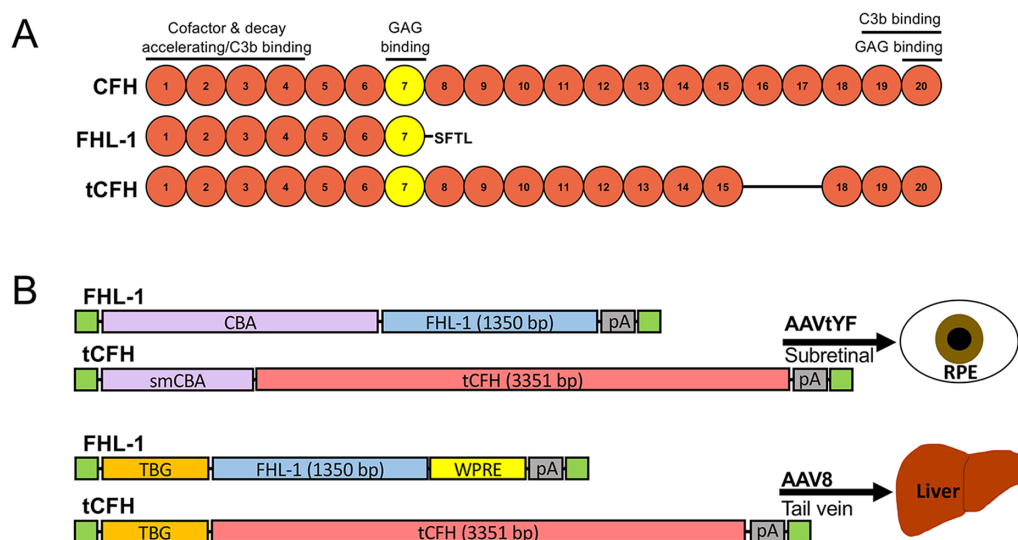 A
Cofactor & decay
accelerating/C3b binding
GAG
binding
C3b binding
GAG binding
CFH
1 2 3 4 5 6 7 8 9 10 11 12 13 14 15 16 17 18 19 20
FHL-1
1 2 3 4 5 6 7 SFTL
tCFH
1 2 3 4 5 6 7 8 9 10 11 12 13 14 15 18 19 20
B
FHL-1
CBA FHL-1 (1350 bp) pA
tCFH
smCBA tCFH (3351 bp) pA
AAVtYF
Subretinal
RPE
FHL-1
TBG FHL-1 (1350 bp) WPRE pA
tCFH
TBG tCFH (3351 bp) pA
AAV8
Tail vein
Liver